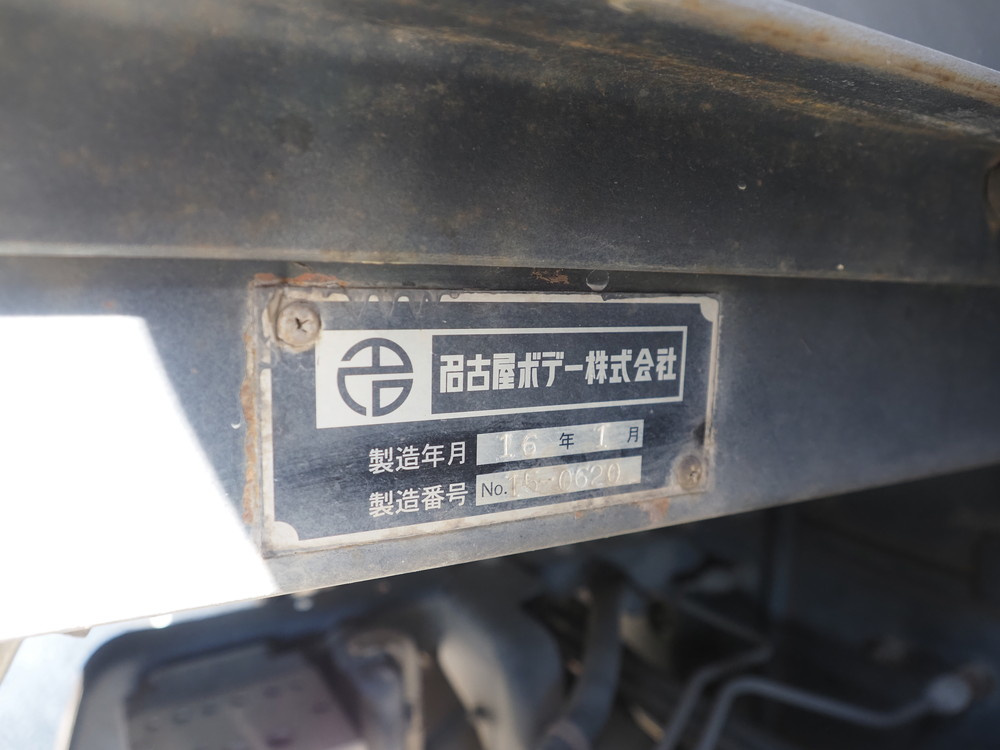 名古屋ボデー株式会社
製造年月 16 年 1 月
製造番号 No. 15-0620